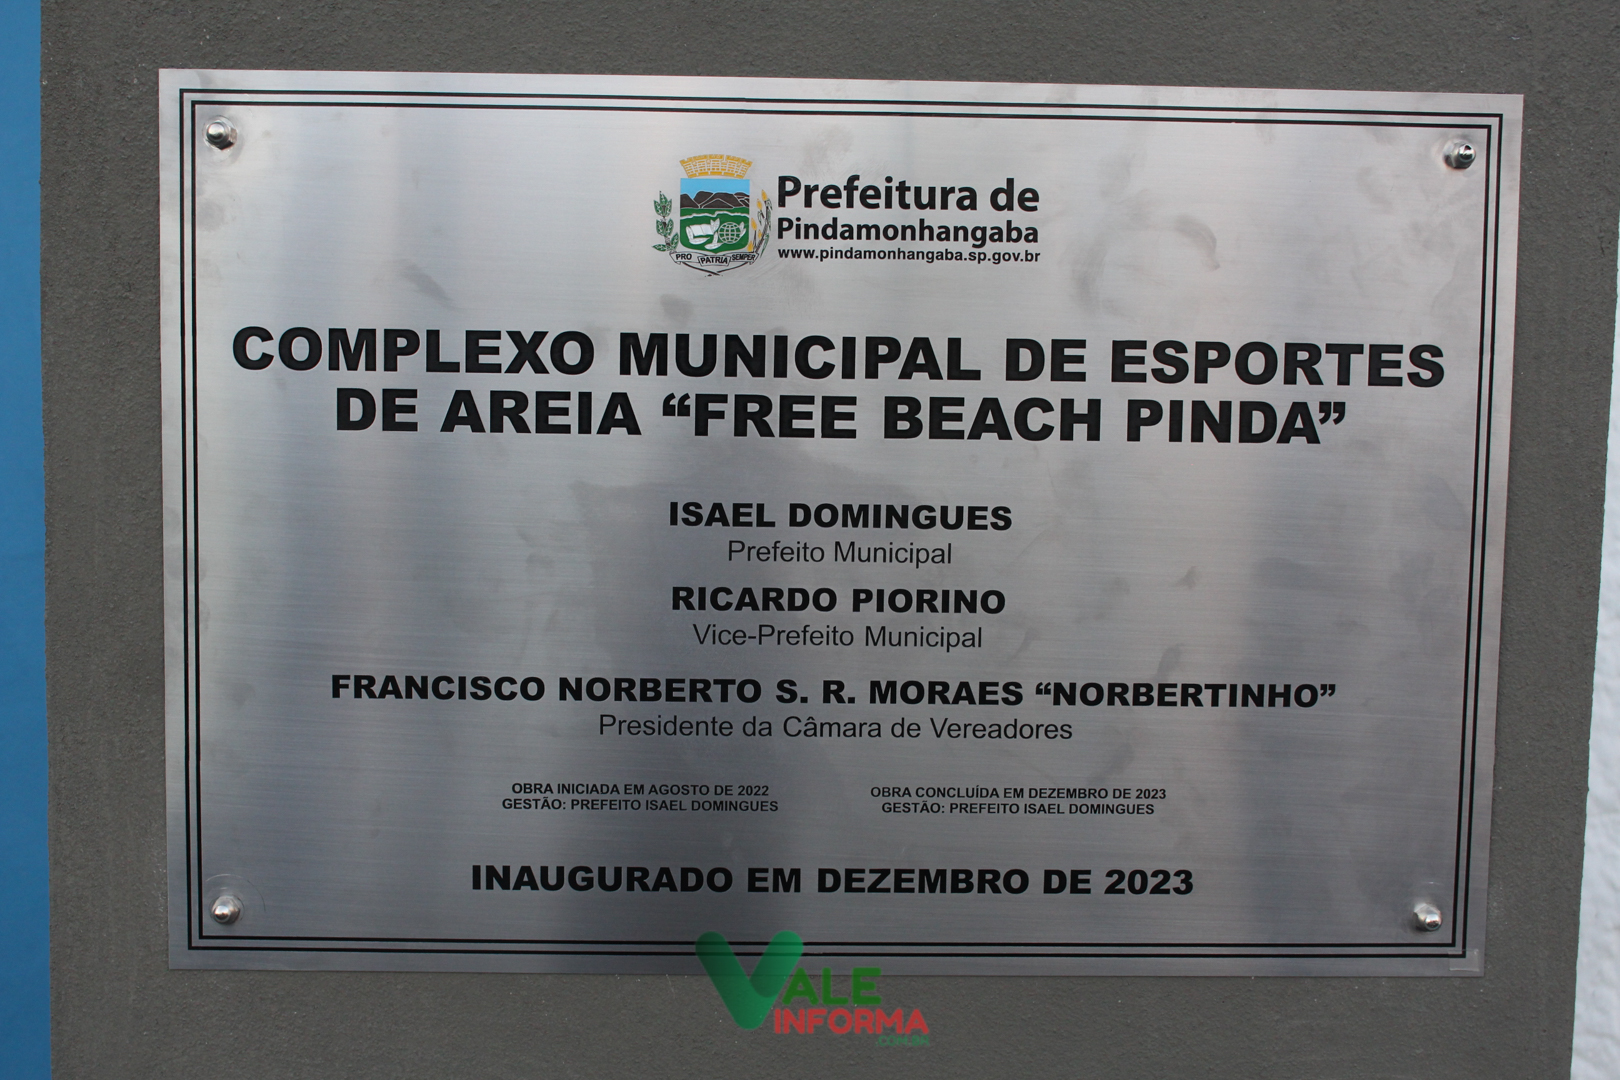 Prefeitura de
Pindamonhangaba
www.pindamonhangaba.sp.gov.br
PRO PATRIA SEMPER
COMPLEXO MUNICIPAL DE ESPORTES
DE AREIA “FREE BEACH PINDA”
ISAEL DOMINGUES
Prefeito Municipal
RICARDO PIORINO
Vice-Prefeito Municipal
FRANCISCO NORBERTO S. R. MORAES “NORBERTINHO”
Presidente da Câmara de Vereadores
OBRA INICIADA EM AGOSTO DE 2022
GESTÃO: PREFEITO ISAEL DOMINGUES
OBRA CONCLUÍDA EM DEZEMBRO DE 2023
GESTÃO: PREFEITO ISAEL DOMINGUES
INAUGURADO EM DEZEMBRO DE 2023
VALE
INFORMA
.COM.BR